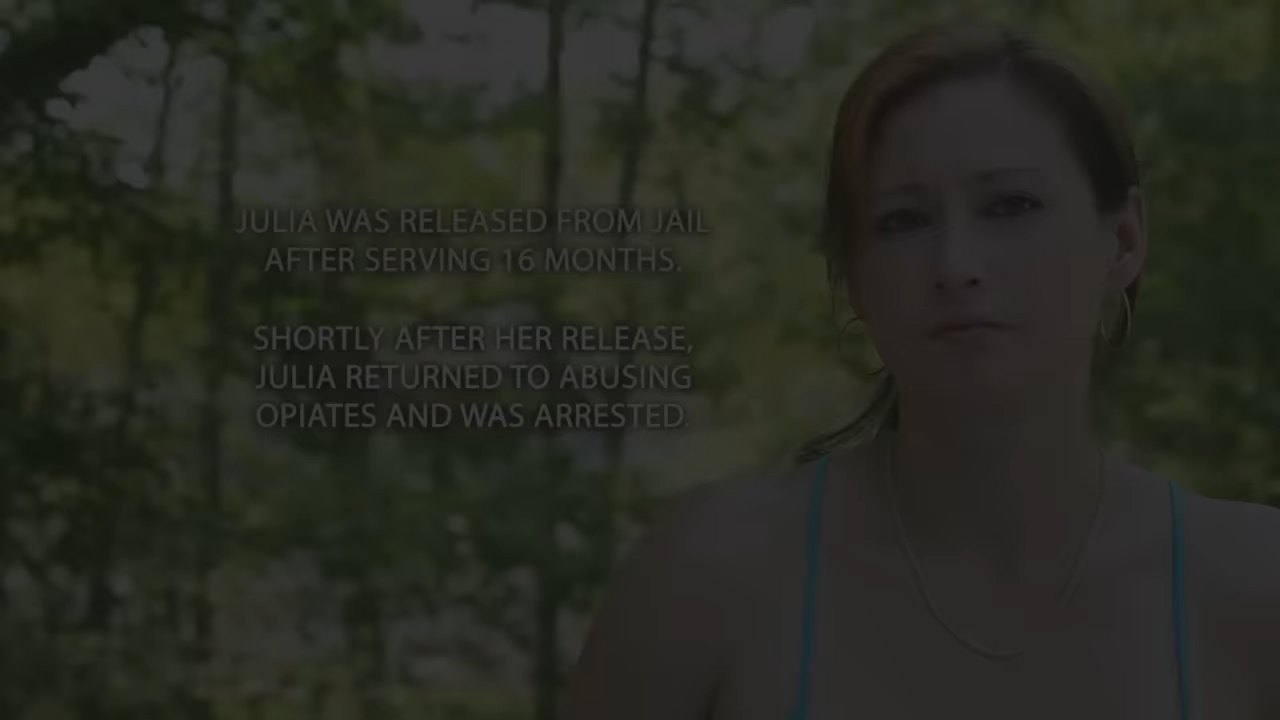 JULIA WAS RELEASED FROM JAIL
AFTER SERVING 16 MONTHS.
SHORTLY AFTER HER RELEASE,
JULIA RETURNED TO ABUSING
OPIATES AND WAS ARRESTED.